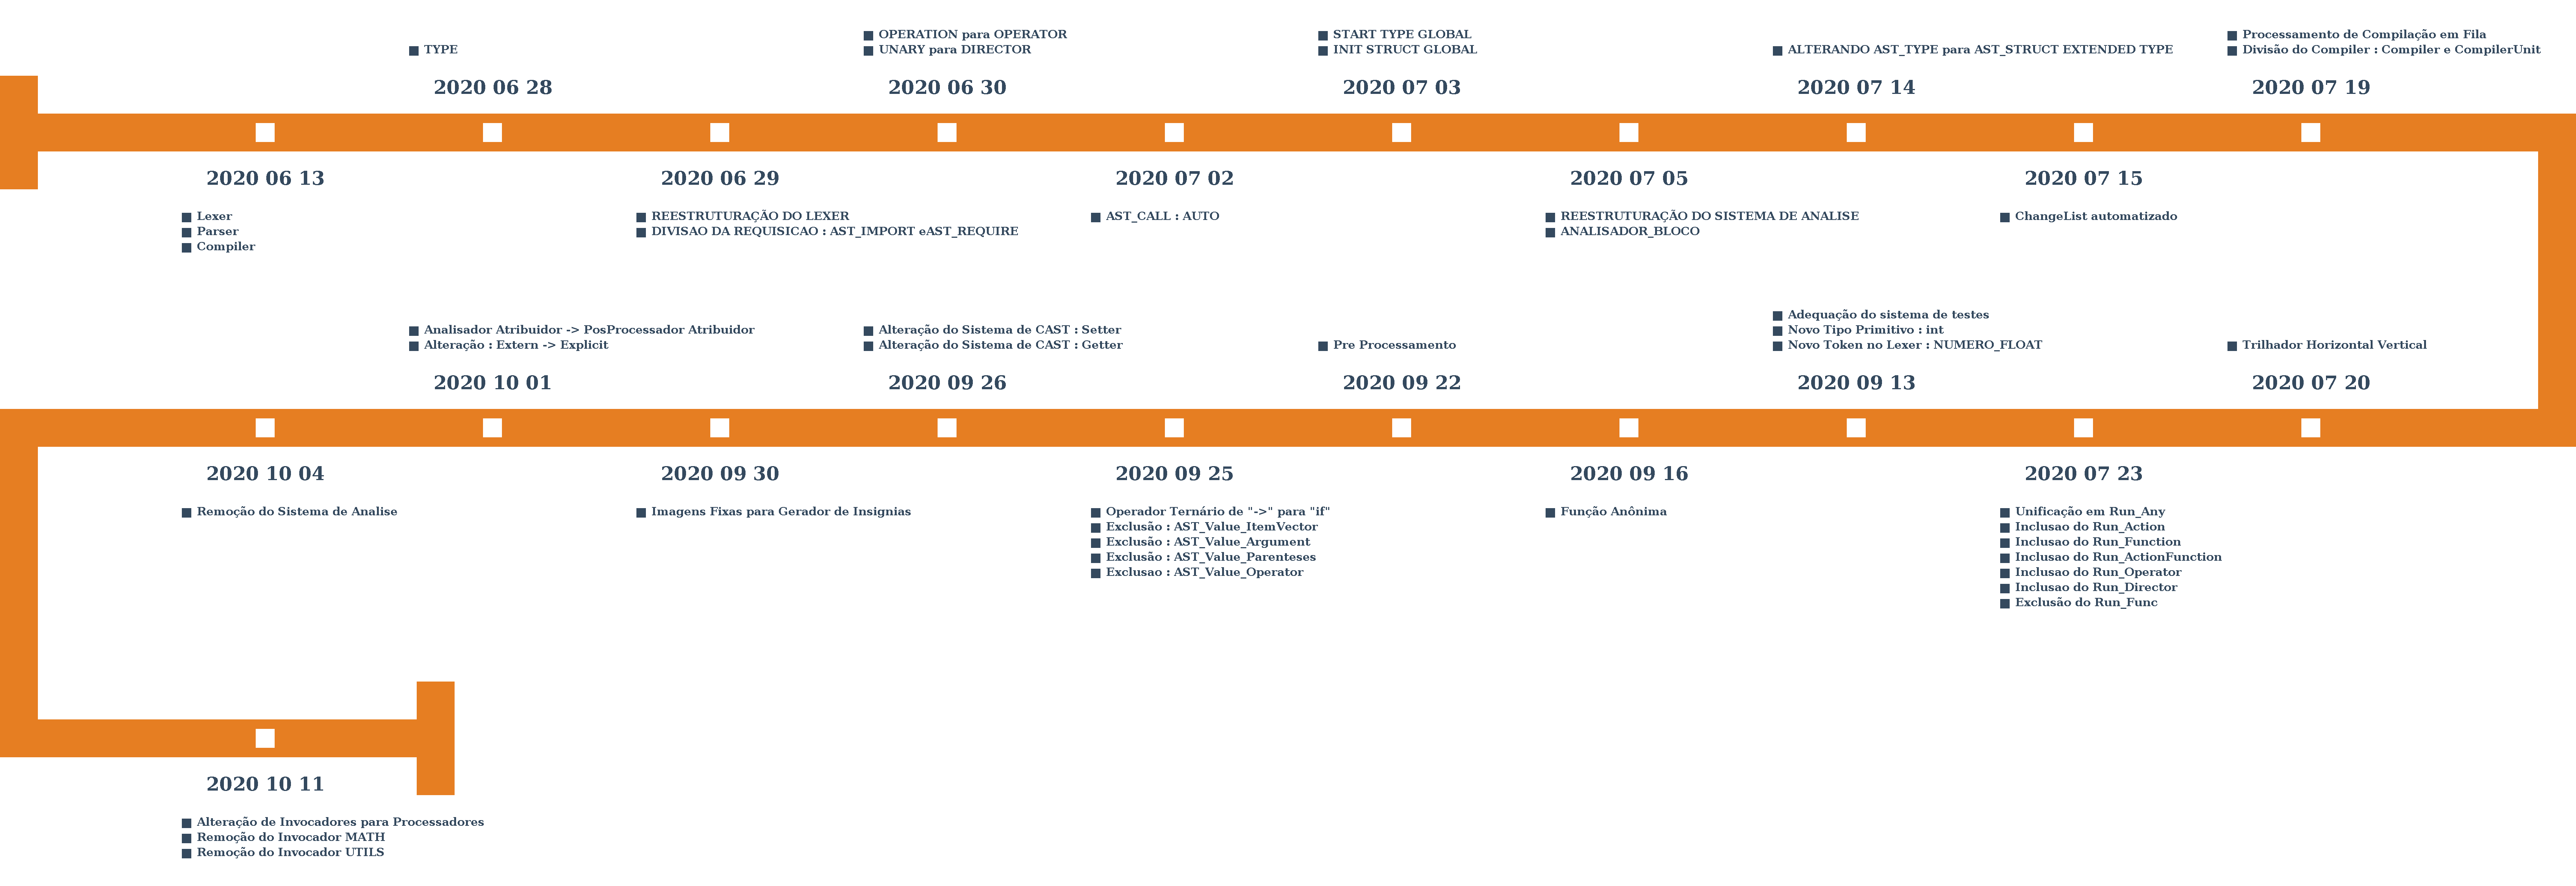 TYPE
2020 06 28
OPERATION para OPERATOR
UNARY para DIRECTOR
2020 06 30
START TYPE GLOBAL
INIT STRUCT GLOBAL
2020 07 03
ALTERANDO AST_TYPE para AST_STRUCT EXTENDED TYPE
2020 07 14
Processamento de Compilação em Fila
Divisão do Compiler : Compiler e CompilerUnit
2020 07 19
2020 06 13
Lexer
Parser
Compiler
2020 06 29
REESTRUTURAÇÃO DO LEXER
DIVISAO DA REQUISICAO : AST_IMPORT eAST_REQUIRE
2020 07 02
AST_CALL : AUTO
2020 07 05
REESTRUTURAÇÃO DO SISTEMA DE ANALISE
ANALISADOR_BLOCO
2020 07 15
ChangeList automatizado
Analisador Atribuidor -> PosProcessador Atribuidor
Alteração : Extern -> Explicit
2020 10 01
Alteração do Sistema de CAST : Setter
Alteração do Sistema de CAST : Getter
2020 09 26
Pre Processamento
2020 09 22
Adequação do sistema de testes
Novo Tipo Primitivo : int
Novo Token no Lexer : NUMERO_FLOAT
2020 09 13
Trilhador Horizontal Vertical
2020 07 20
2020 10 04
Remoção do Sistema de Analise
2020 09 30
Imagens Fixas para Gerador de Insignias
2020 09 25
Operador Ternário de "->" para "if"
Exclusão : AST_Value_ItemVector
Exclusão : AST_Value_Argument
Exclusão : AST_Value_Parenteses
Exclusao : AST_Value_Operator
2020 09 16
Função Anônima
2020 07 23
Unificação em Run_Any
Inclusao do Run_Action
Inclusao do Run_Function
Inclusao do Run_ActionFunction
Inclusao do Run_Operator
Inclusao do Run_Director
Exclusão do Run_Func
2020 10 11
Alteração de Invocadores para Processadores
Remoção do Invocador MATH
Remoção do Invocador UTILS